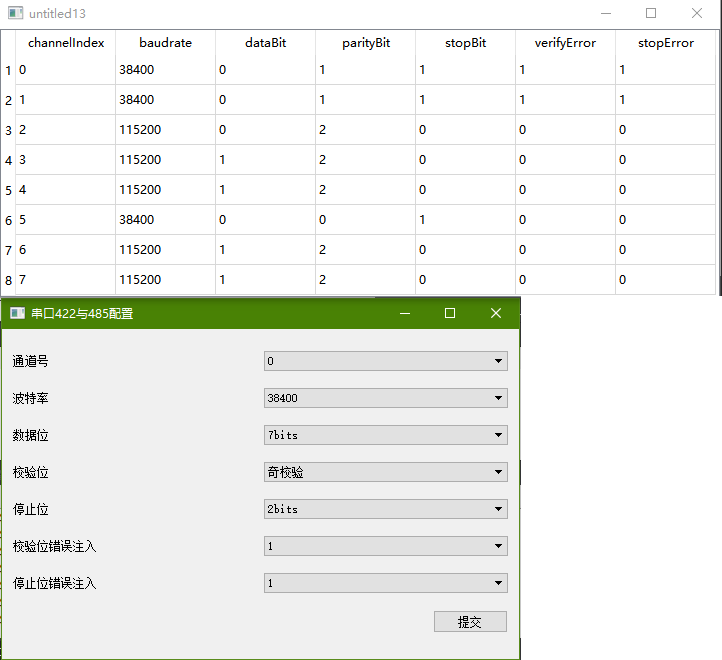 untitled13
channelIndex baudrate dataBit parityBit stopBit verifyError stopError
1 0 38400 0 1 1 1 1
2 1 38400 0 1 1 1 1
3 2 115200 0 2 0 0 0
4 3 115200 1 2 0 0 0
5 4 115200 1 2 0 0 0
6 5 38400 0 0 1 0 0
7 6 115200 1 2 0 0 0
8 7 115200 1 2 0 0 0
串口422与485配置
通道号 0
波特率 38400
数据位 7bits
校验位 奇校验
停止位 2bits
校验位错误注入 1
停止位错误注入 1
提交